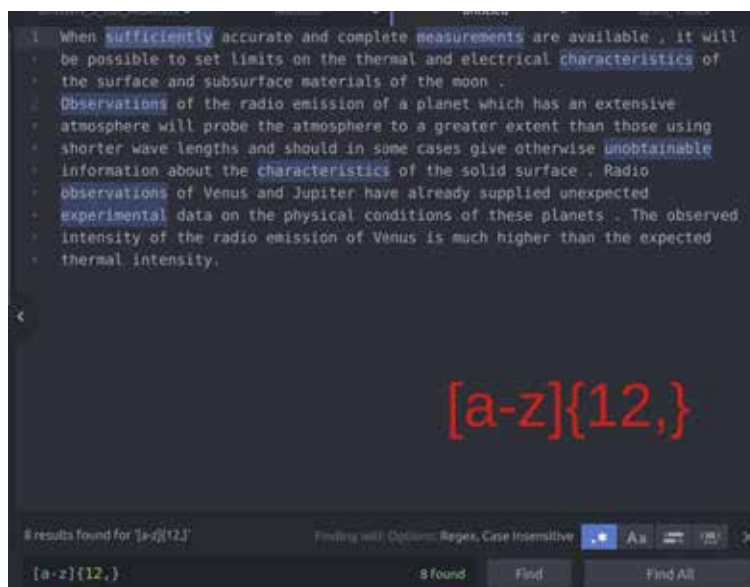 Untitled
1 When sufficiently accurate and complete measurements are available , it will
be possible to set limits on the thermal and electrical characteristics of
the surface and subsurface materials of the moon .
2 Observations of the radio emission of a planet which has an extensive
atmosphere will probe the atmosphere to a greater extent than those using
shorter wave lengths and should in some cases give otherwise unobtainable
information about the characteristics of the solid surface . Radio
observations of Venus and Jupiter have already supplied unexpected
experimental data on the physical conditions of these planets . The observed
intensity of the radio emission of Venus is much higher than the expected
thermal intensity.
[a-z]{12,}
8 results found for '[a-z]{12,}' Finding with Options: Regex, Case Insensitive .* Aa
[a-z]{12,} 8 found Find Find All